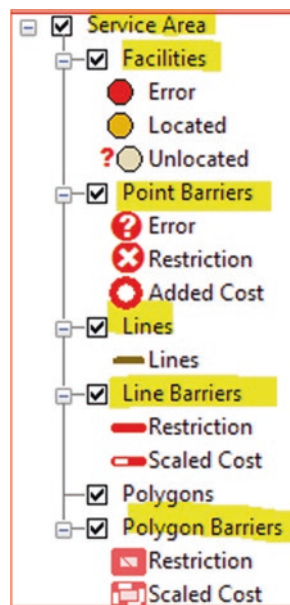 Service Area
Facilities
Error
Located
? Unlocated
Point Barriers
? Error
Restriction
Added Cost
Lines
Lines
Line Barriers
Restriction
Scaled Cost
Polygons
Polygon Barriers
Restriction
Scaled Cost